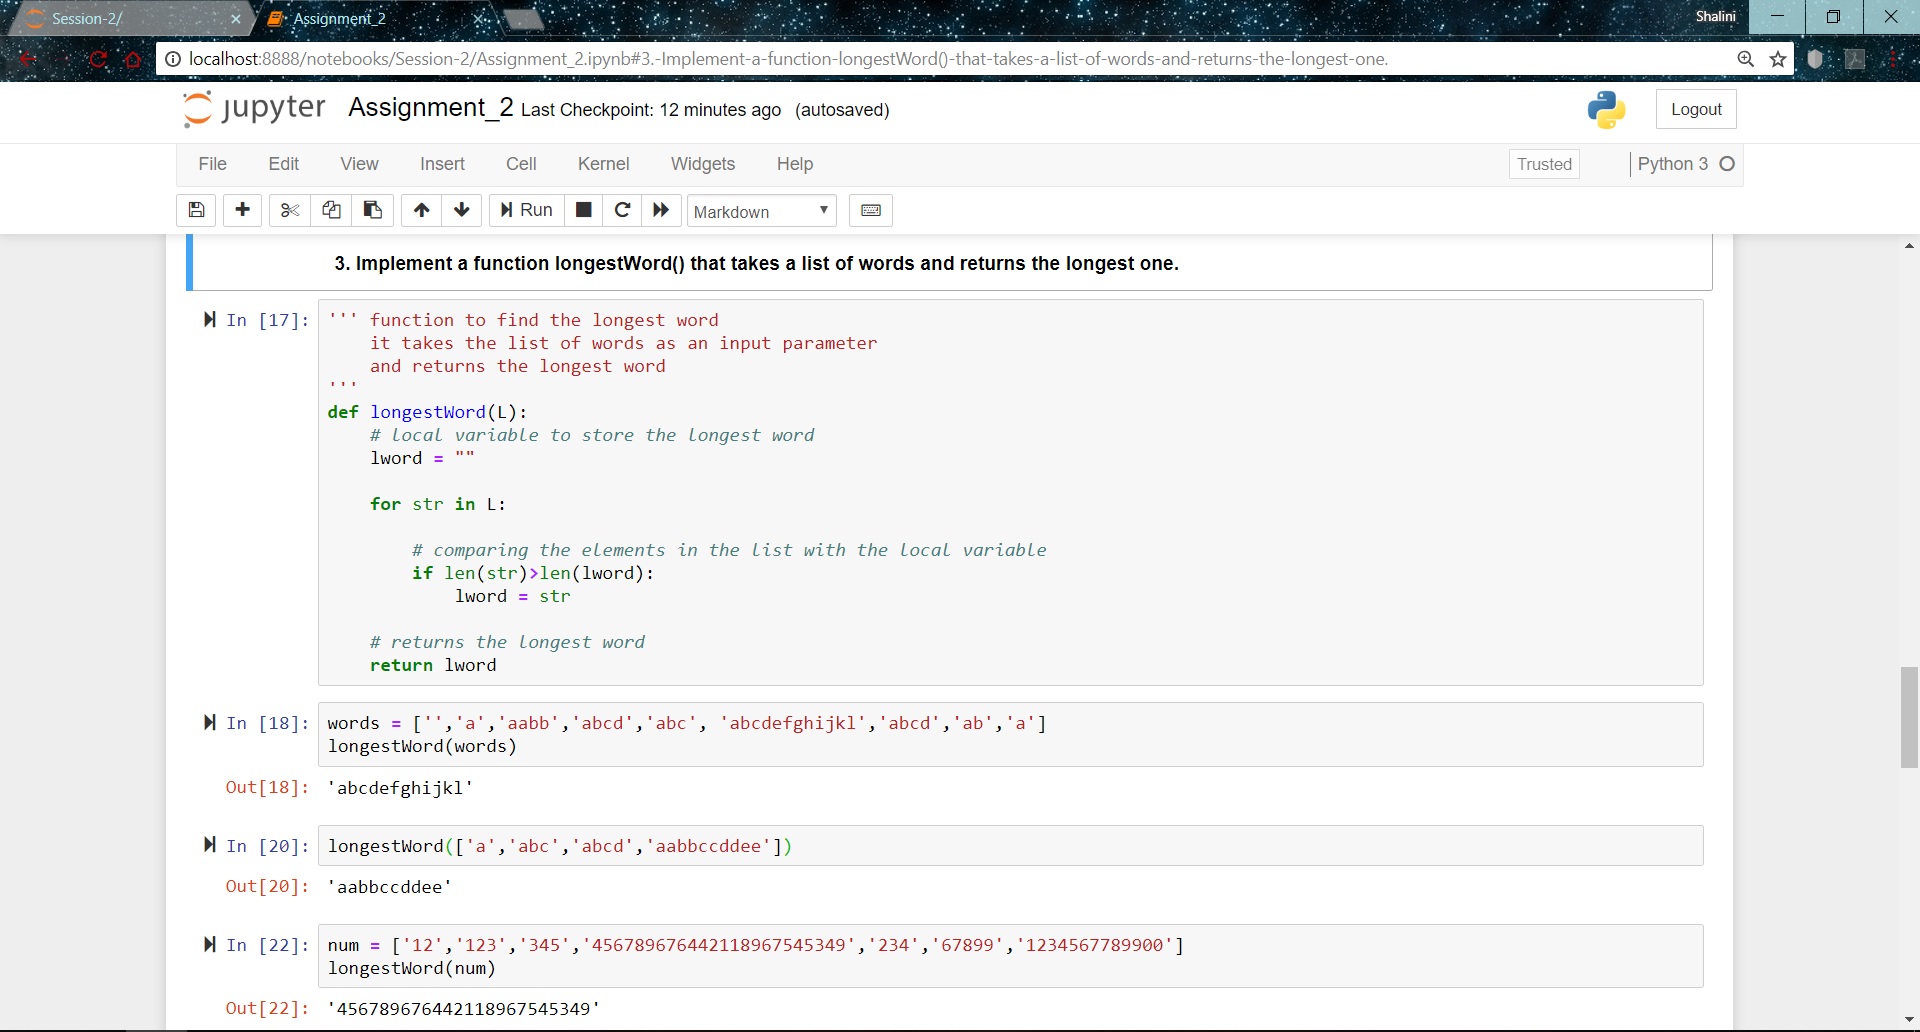 Session-2/
Assignment_2
Shalini
localhost:8888/notebooks/Session-2/Assignment_2.ipynb#3.-Implement-a-function-longestWord()-that-takes-a-list-of-words-and-returns-the-longest-one.
jupyter Assignment_2 Last Checkpoint: 12 minutes ago (autosaved)
Logout
File Edit View Insert Cell Kernel Widgets Help
Trusted
Python 3
Run
Markdown
3. Implement a function longestWord() that takes a list of words and returns the longest one.
In [17]:
''' function to find the longest word
it takes the list of words as an input parameter
and returns the longest word
'''
def longestWord(L):
# local variable to store the longest word
lword = ""
for str in L:
# comparing the elements in the list with the local variable
if len(str)>len(lword):
lword = str
# returns the longest word
return lword
In [18]: words = ['','a','aabb','abcd','abc', 'abcdefghijkl','abcd','ab','a']
longestWord(words)
Out[18]: 'abcdefghijkl'
In [20]: longestWord(['a','abc','abcd','aabbccddee'])
Out[20]: 'aabbccddee'
In [22]: num = ['12','123','345','456789676442118967545349','234','67899','1234567789900']
longestWord(num)
Out[22]: '456789676442118967545349'